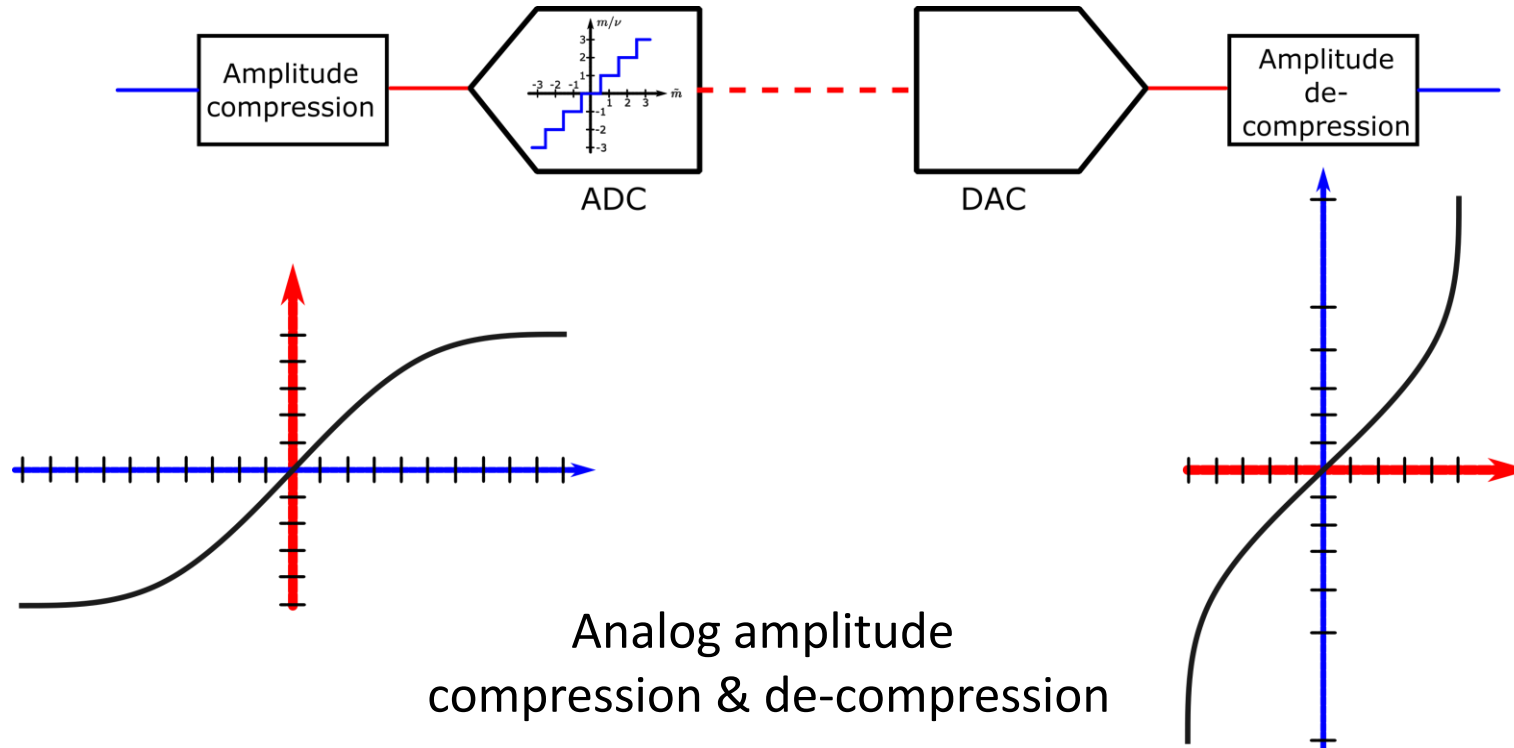 Amplitude
compression
m/ν
3
2
1
-3 -2 -1
1 2 3
m̃
-1
-2
-3
ADC
DAC
Amplitude
de-
compression
Analog amplitude
compression & de-compression